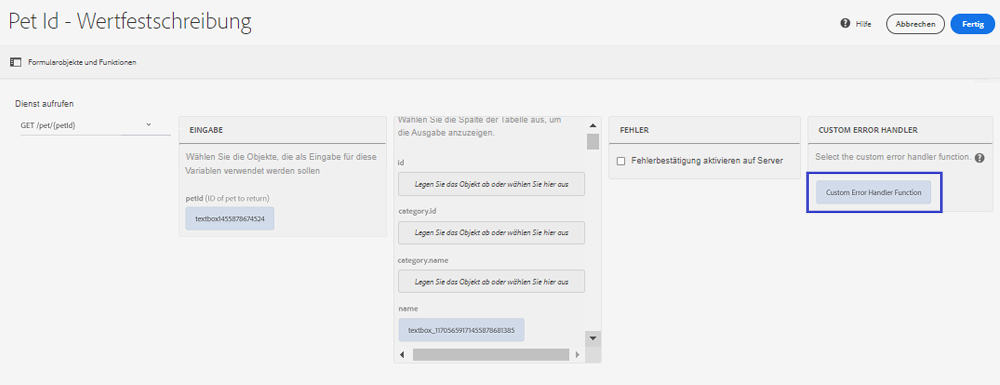 Pet Id - Wertfestschreibung
Hilfe
Abbrechen
Fertig
Formularobjekte und Funktionen
Dienst aufrufen
GET /pet/{petId}
EINGABE
Wählen Sie die Objekte, die als Eingabe für diese
Variablen verwendet werden sollen
petId (ID of pet to return)
textbox1455878674524
Wählen Sie die Spalte der Tabelle aus, um
die Ausgabe anzuzeigen.
id
Legen Sie das Objekt ab oder wählen Sie hier aus
category.id
Legen Sie das Objekt ab oder wählen Sie hier aus
category.name
Legen Sie das Objekt ab oder wählen Sie hier aus
name
textbox_11705659171455878681385
FEHLER
Fehlerbestätigung aktivieren auf Server
CUSTOM ERROR HANDLER
Select the custom error handler function.
Custom Error Handler Function